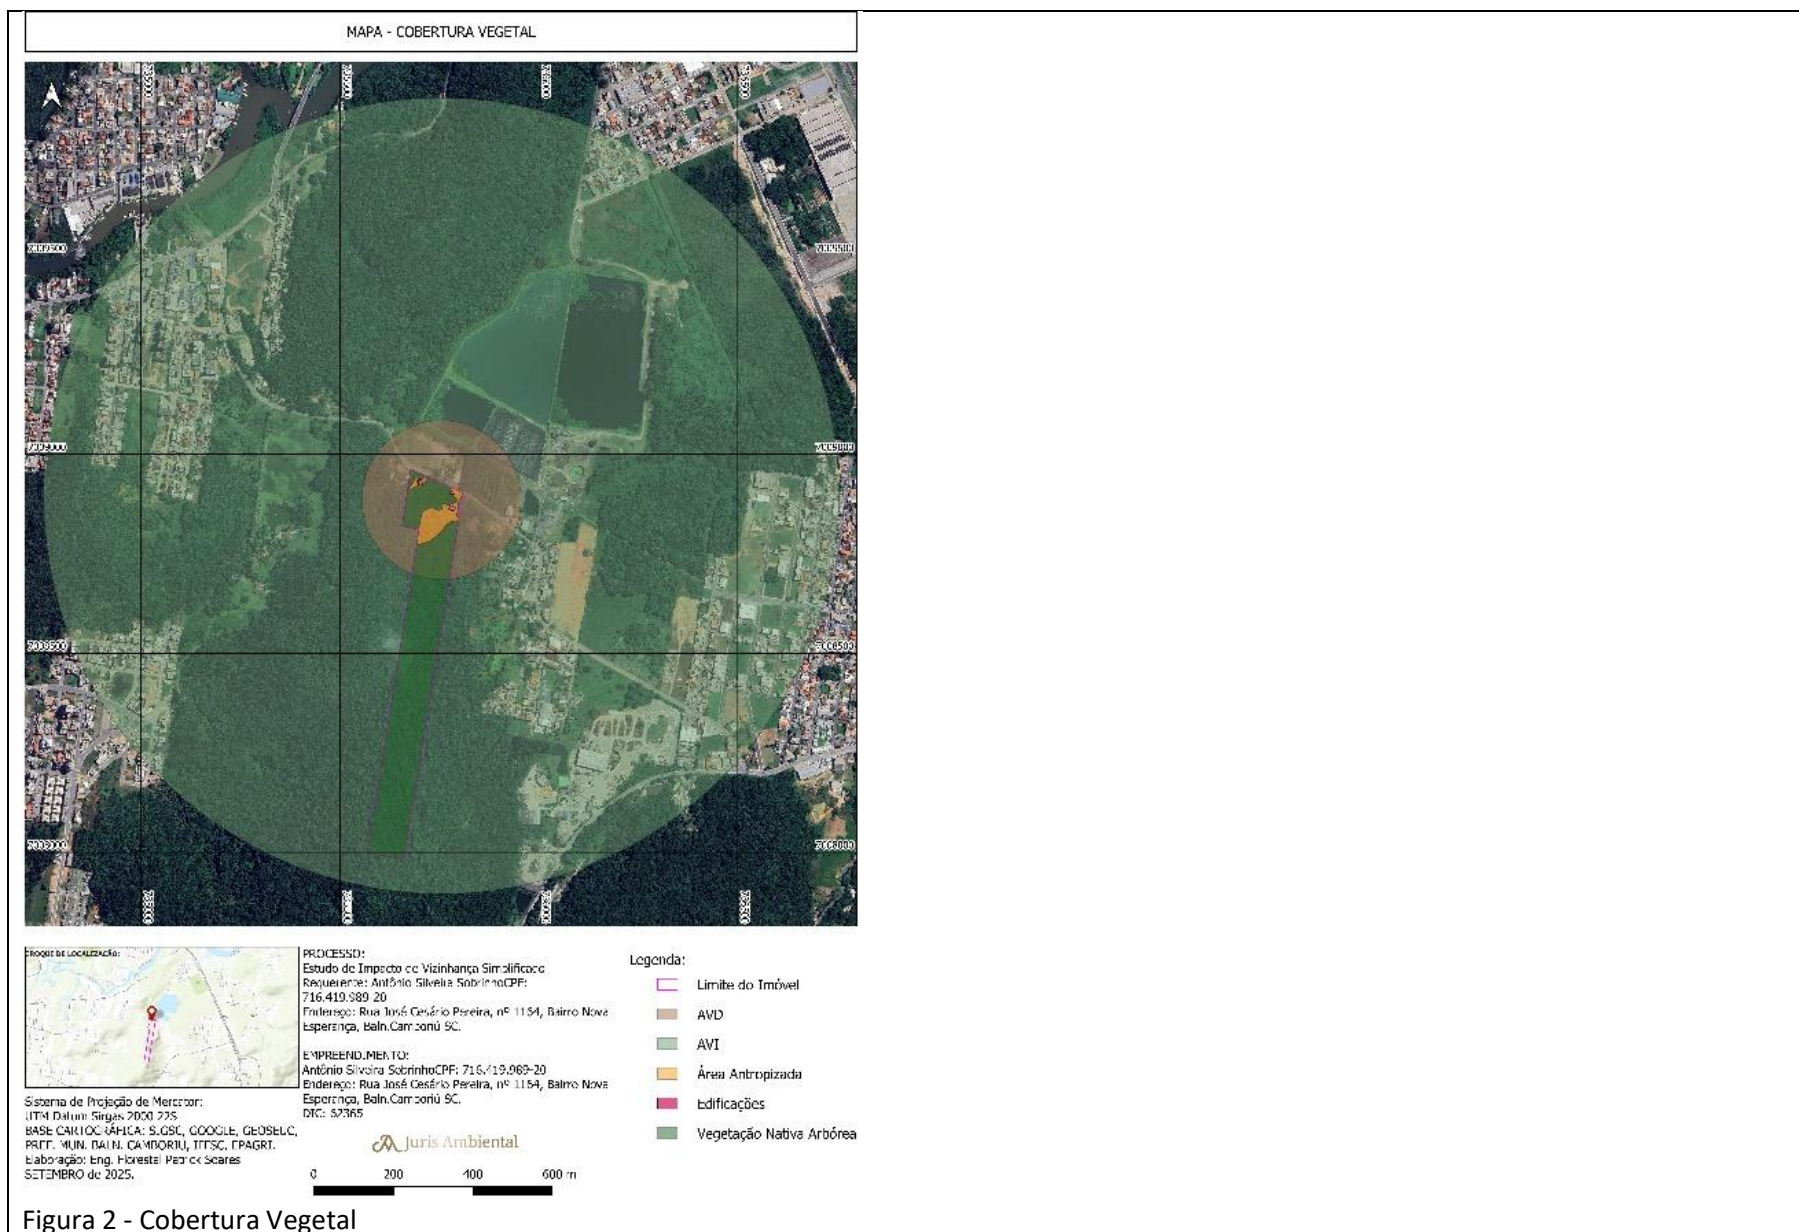 MAPA - COBERTURA VEGETAL
7009000
CROQUI DE LOCALIZAÇÃO:
PROCESSO:
Estudo de Impacto de Vizinhança Simplificado
Requerente: Antônio Silveira SobrinhoCPF:
716.419.989-20
Endereço: Rua José Cesário Pereira, nº 1164, Bairro Nova
Esperança, Baln.Camboriú SC.
EMPREENDIMENTO:
Antônio Silveira SobrinhoCPF: 716.419.989-20
Endereço: Rua José Cesário Pereira, nº 1164, Bairro Nova
Esperança, Baln.Camboriú SC.
DIC: 62365
Sistema de Projeção de Mercator:
UTM Datum Sirgas 2000 22S
BASE CARTOGRÁFICA: GOOGLE,
PREF. MUN. BALN. CAMBORIU, EPAGRI.
Elaboração: Eng. Florestal Patrick Soares
SETEMBRO de 2025.
Juris Ambiental
0 200 400 600 m
Legenda:
Limite do Imóvel
AVD
AVI
Área Antropizada
Edificações
Vegetação Nativa Arbórea
Figura 2 - Cobertura Vegetal